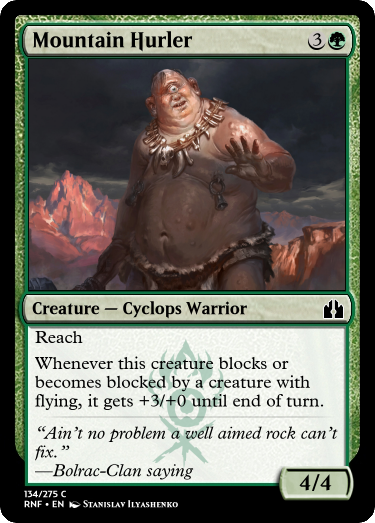 Mountain Hurler 3
Creature — Cyclops Warrior
Reach
Whenever this creature blocks or
becomes blocked by a creature with
flying, it gets +3/+0 until end of turn.
“Ain't no problem a well aimed rock can't
fix.”
—Bolrac-Clan saying
4/4
134/275 C
RNF • EN Stanislav Ilyashenko